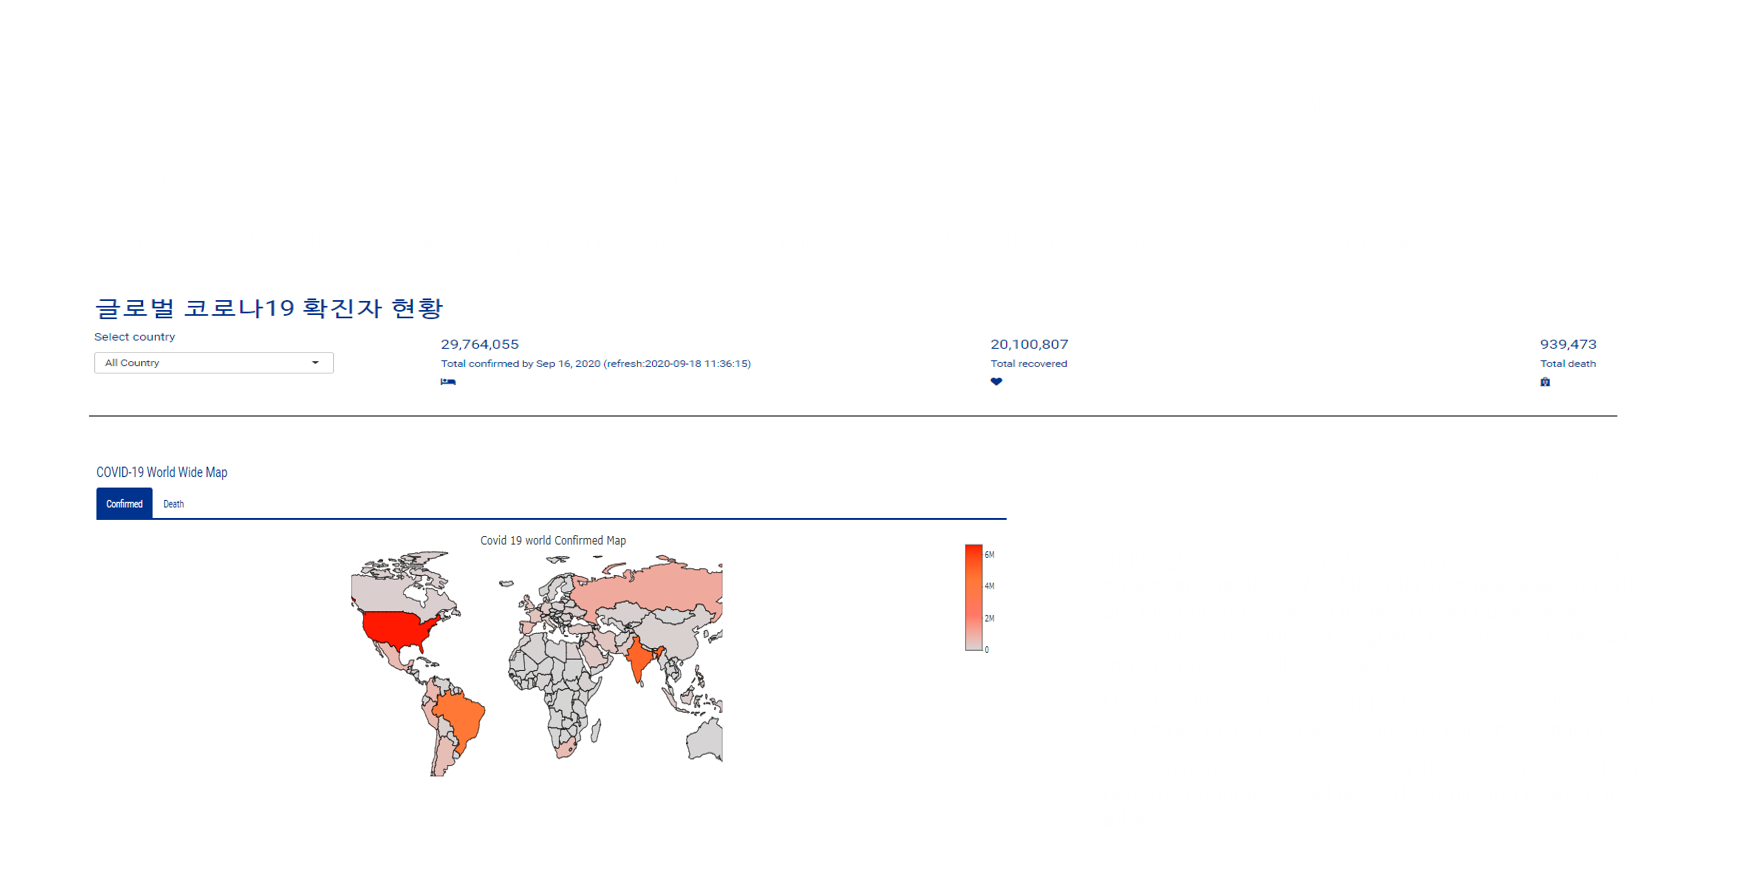 글로벌 코로나19 확진자 현황
Select country
All Country
29,764,055
Total confirmed by Sep 16, 2020 (refresh:2020-09-18 11:36:15)
20,100,807
Total recovered
939,473
Total death
COVID-19 World Wide Map
Confirmed
Death
Covid 19 world Confirmed Map
6M
4M
2M
0